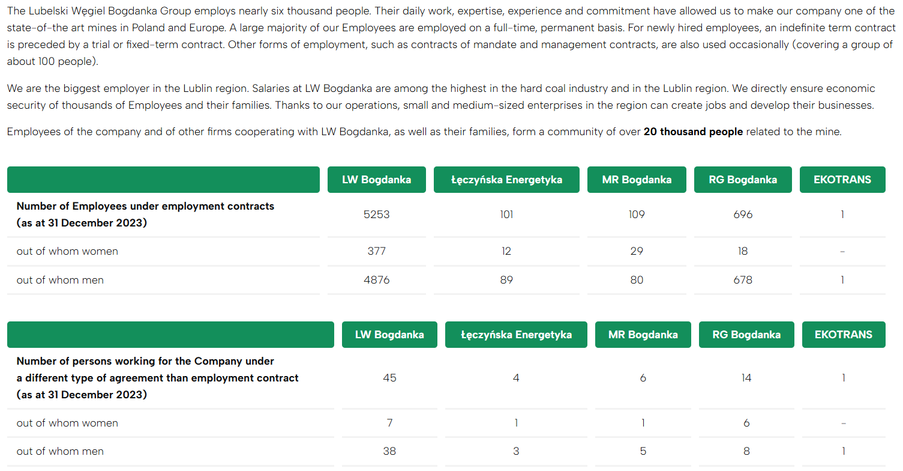 The Lubelski Węgiel Bogdanka Group employs nearly six thousand people. Their daily work, expertise, experience and commitment have allowed us to make our company one of the
state-of-the art mines in Poland and Europe. A large majority of our Employees are employed on a full-time, permanent basis. For newly hired employees, an indefinite term contract
is preceded by a trial or fixed-term contract. Other forms of employment, such as contracts of mandate and management contracts, are also used occasionally (covering a group of
about 100 people).
We are the biggest employer in the Lublin region. Salaries at LW Bogdanka are among the highest in the hard coal industry and in the Lublin region. We directly ensure economic
security of thousands of Employees and their families. Thanks to our operations, small and medium-sized enterprises in the region can create jobs and develop their businesses.
Employees of the company and of other firms cooperating with LW Bogdanka, as well as their families, form a community of over 20 thousand people related to the mine.
LW Bogdanka Łęczyńska Energetyka MR Bogdanka RG Bogdanka EKOTRANS
Number of Employees under employment contracts
(as at 31 December 2023) 5253 101 109 696 1
out of whom women 377 12 29 18 -
out of whom men 4876 89 80 678 1
LW Bogdanka Łęczyńska Energetyka MR Bogdanka RG Bogdanka EKOTRANS
Number of persons working for the Company under
a different type of agreement than employment contract 45 4 6 14 1
(as at 31 December 2023)
out of whom women 7 1 1 6 -
out of whom men 38 3 5 8 1